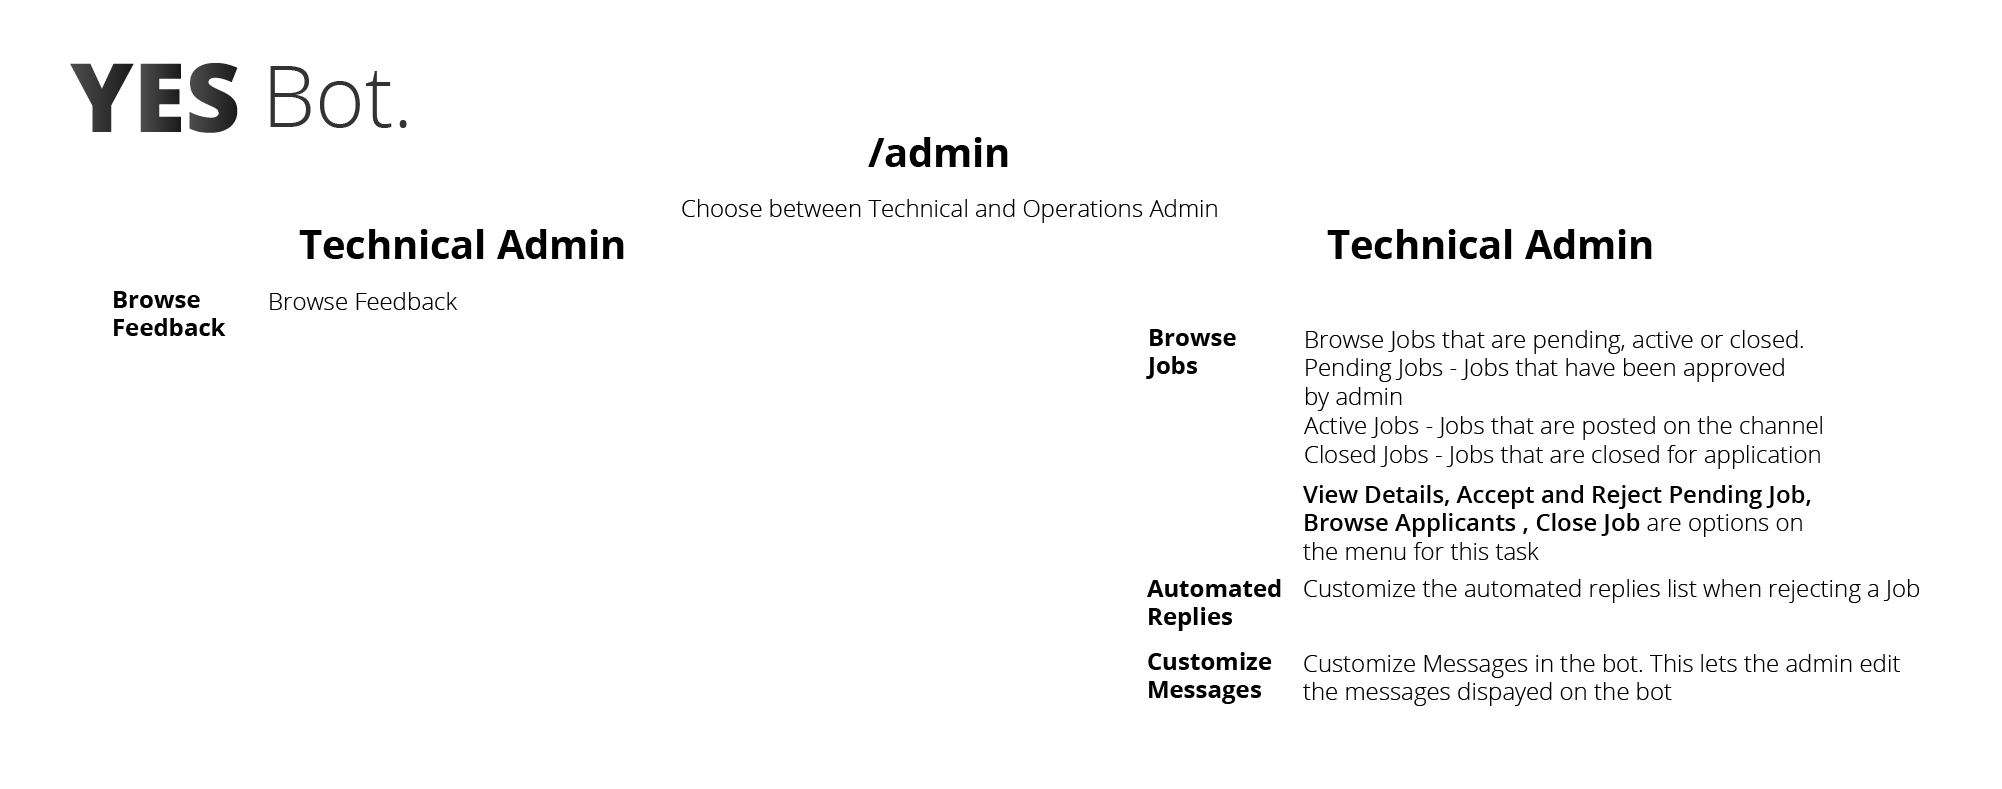 YES Bot.
/admin
Choose between Technical and Operations Admin
Technical Admin
Browse
Feedback
Browse Feedback
Technical Admin
Browse
Jobs
Browse Jobs that are pending, active or closed.
Pending Jobs - Jobs that have been approved
by admin
Active Jobs - Jobs that are posted on the channel
Closed Jobs - Jobs that are closed for application
View Details, Accept and Reject Pending Job,
Browse Applicants , Close Job are options on
the menu for this task
Automated
Replies
Customize the automated replies list when rejecting a Job
Customize
Messages
Customize Messages in the bot. This lets the admin edit
the messages dispayed on the bot